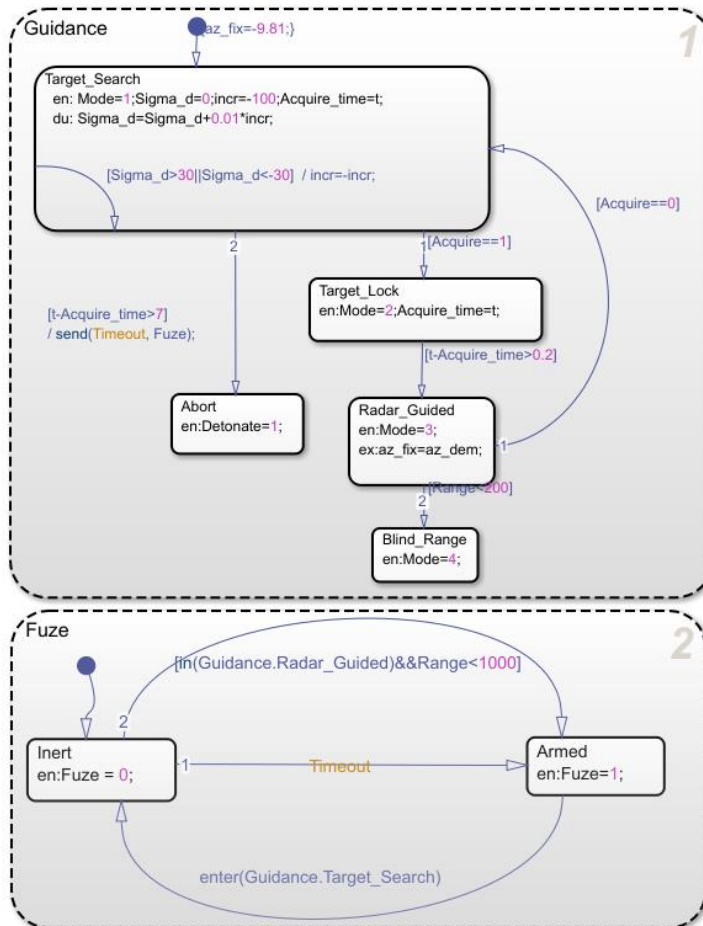 Guidance
{az_fix=-9.81;}
1
Target_Search
en: Mode=1;Sigma_d=0;incr=-100;Acquire_time=t;
du: Sigma_d=Sigma_d+0.01*incr;
[Sigma_d>30||Sigma_d<-30] / incr=-incr;
[Acquire==0]
2
1
[Acquire==1]
Target_Lock
en:Mode=2;Acquire_time=t;
[t-Acquire_time>7]
/ send(Timeout, Fuze);
[t-Acquire_time>0.2]
Abort
en:Detonate=1;
Radar_Guided
en:Mode=3;
ex:az_fix=az_dem;
1
[Range<200]
2
Blind_Range
en:Mode=4;
Fuze
2
[in(Guidance.Radar_Guided)&&Range<1000]
2
Inert
en:Fuze = 0;
1
Timeout
Armed
en:Fuze=1;
enter(Guidance.Target_Search)